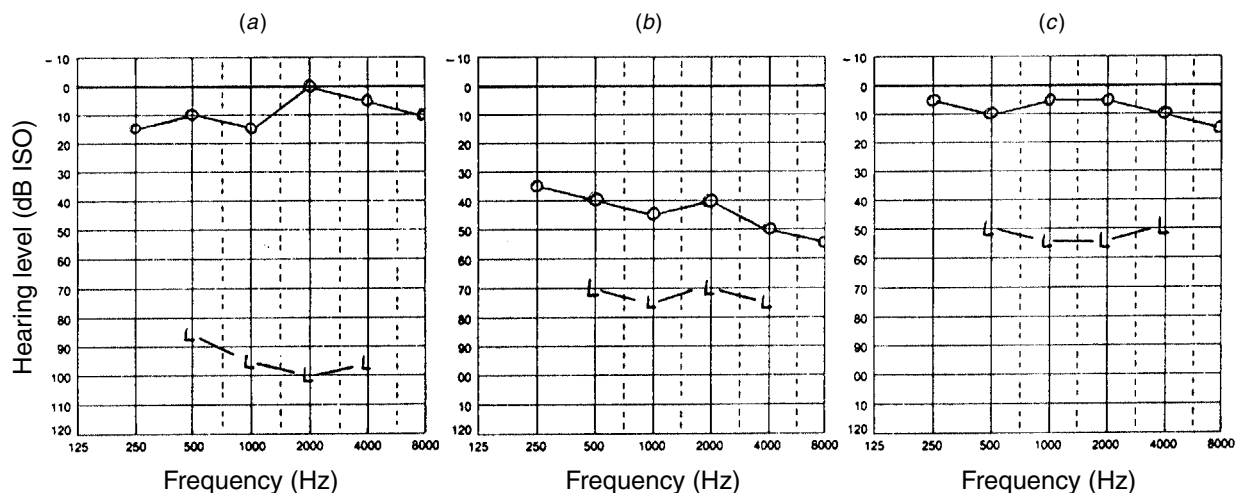 (a) (b) (c)
– 10 – 10 – 10
0 0 0
10 10 10
20 20 20
30 30 30
40 40 40
50 50 50
60 60 60
70 70 70
80 80 80
90 90 90
100 00 00
110 10 10
120 120 120
125 250 500 1000 2000 4000 8000 125 250 500 1000 2000 4000 8000 125 250 500 1000 2000 4000 8000
Hearing level (dB ISO)
Frequency (Hz) Frequency (Hz) Frequency (Hz)